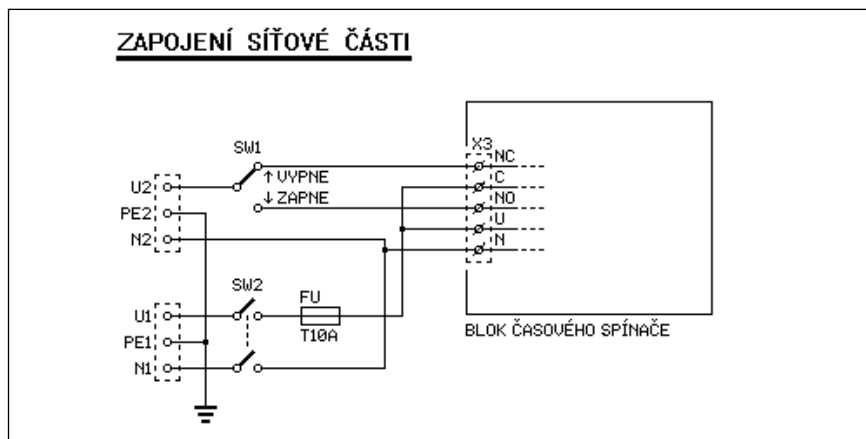 ZAPOJENÍ SÍŤOVÉ ČÁSTI
SW1
↑ VYPNE
↓ ZAPNE
U2
PE2
N2
X3
NC
C
NO
U
N
SW2
FU
T10A
U1
PE1
N1
BLOK ČASOVÉHO SPÍNAČE